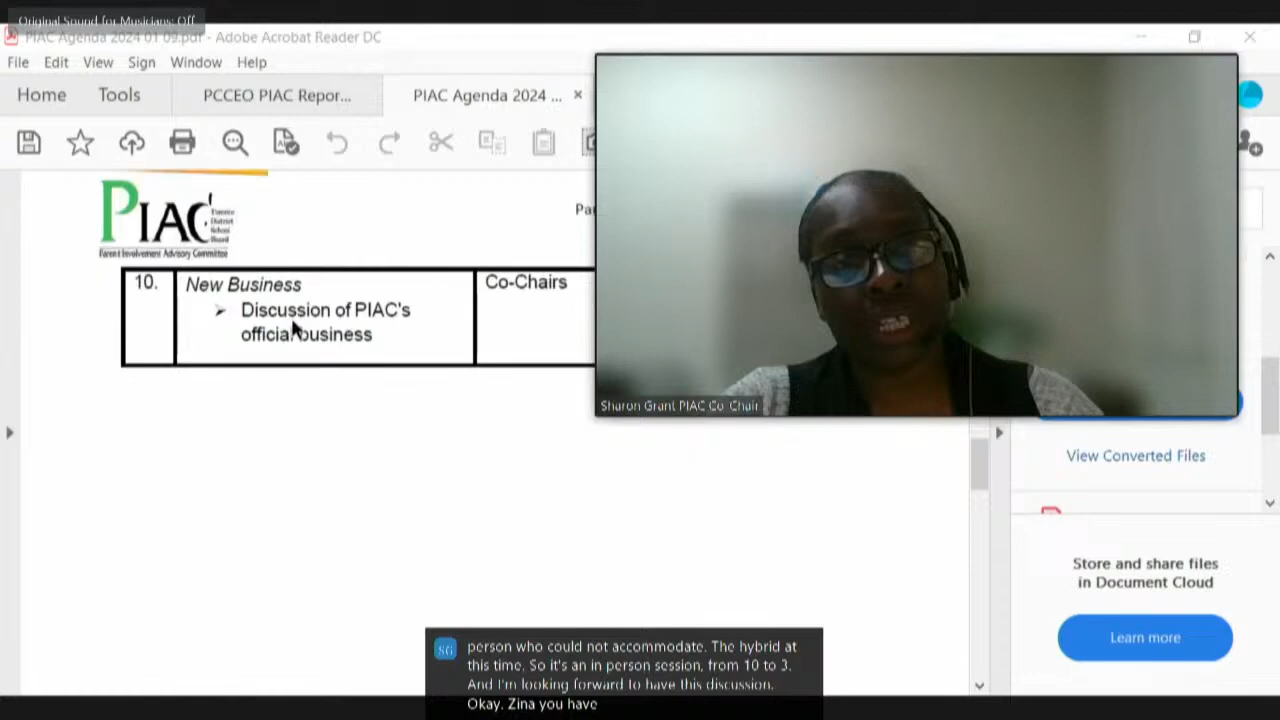 Original Sound for Musicians: Off
PIAC Agenda 2024 01 09.pdf - Adobe Acrobat Reader DC
File Edit View Sign Window Help
Home Tools PCCEO PIAC Repor... PIAC Agenda 2024 ... ×
PIAC
Toronto
District
School
Board
Parent Involvement Advisory Committee
10. New Business Co-Chairs
➢ Discussion of PIAC's
official business
Sharon Grant PIAC Co-Chair
View Converted Files
Store and share files
in Document Cloud
Learn more
SG
person who could not accommodate. The hybrid at
this time. So it's an in person session, from 10 to 3.
And I'm looking forward to have this discussion.
Okay. Zina you have